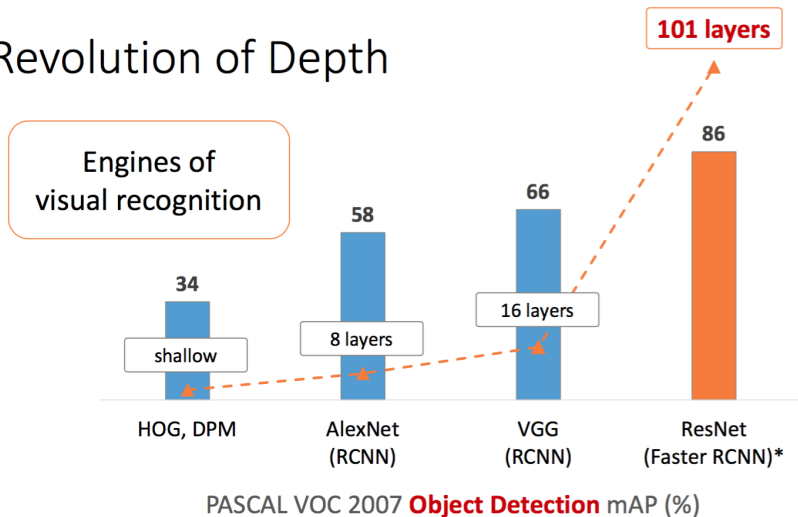 Revolution of Depth
101 layers
Engines of
visual recognition
86
66
58
34
16 layers
8 layers
shallow
HOG, DPM
AlexNet
(RCNN)
VGG
(RCNN)
ResNet
(Faster RCNN)*
PASCAL VOC 2007 Object Detection mAP (%)